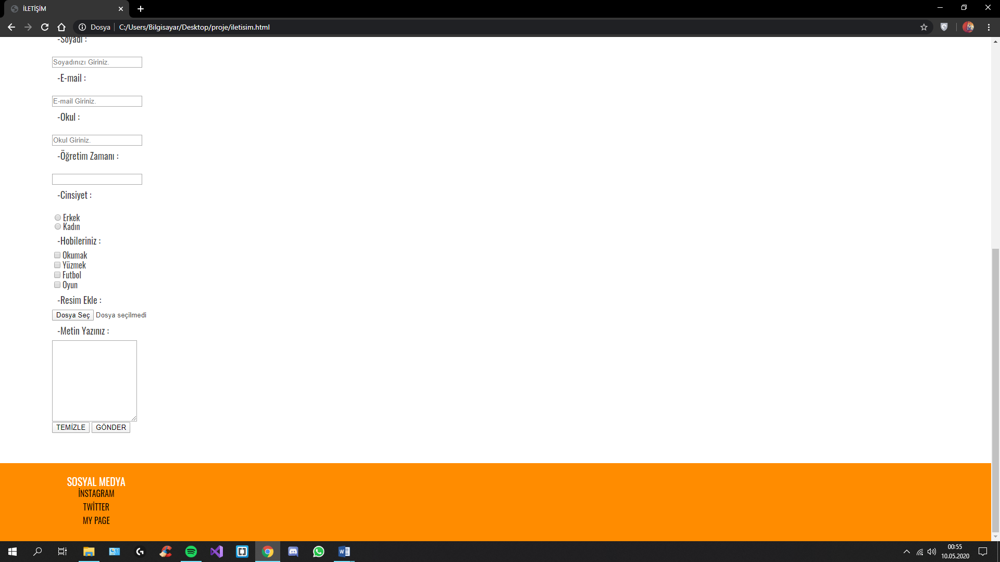 İLETİŞİM
Dosya C:/Users/Bilgisayar/Desktop/proje/iletisim.html
-Soyadı :
Soyadınızı Giriniz.
-E-mail :
E-mail Giriniz.
-Okul :
Okul Giriniz.
-Öğretim Zamanı :
-Cinsiyet :
Erkek
Kadın
-Hobileriniz :
Okumak
Yüzmek
Futbol
Oyun
-Resim Ekle :
Dosya Seç Dosya seçilmedi
-Metin Yazınız :
TEMİZLE GÖNDER
SOSYAL MEDYA
İNSTAGRAM
TWİTTER
MY PAGE
00:55
10.05.2020